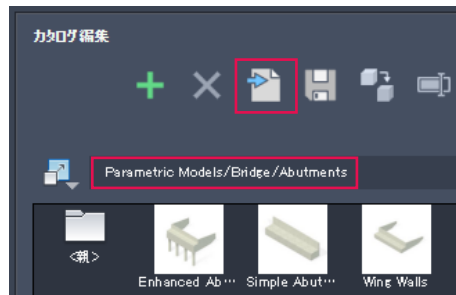 カタログ編集
Parametric Models/Bridge/Abutments
<親>
Enhanced Ab… Simple Abut… Wing Walls